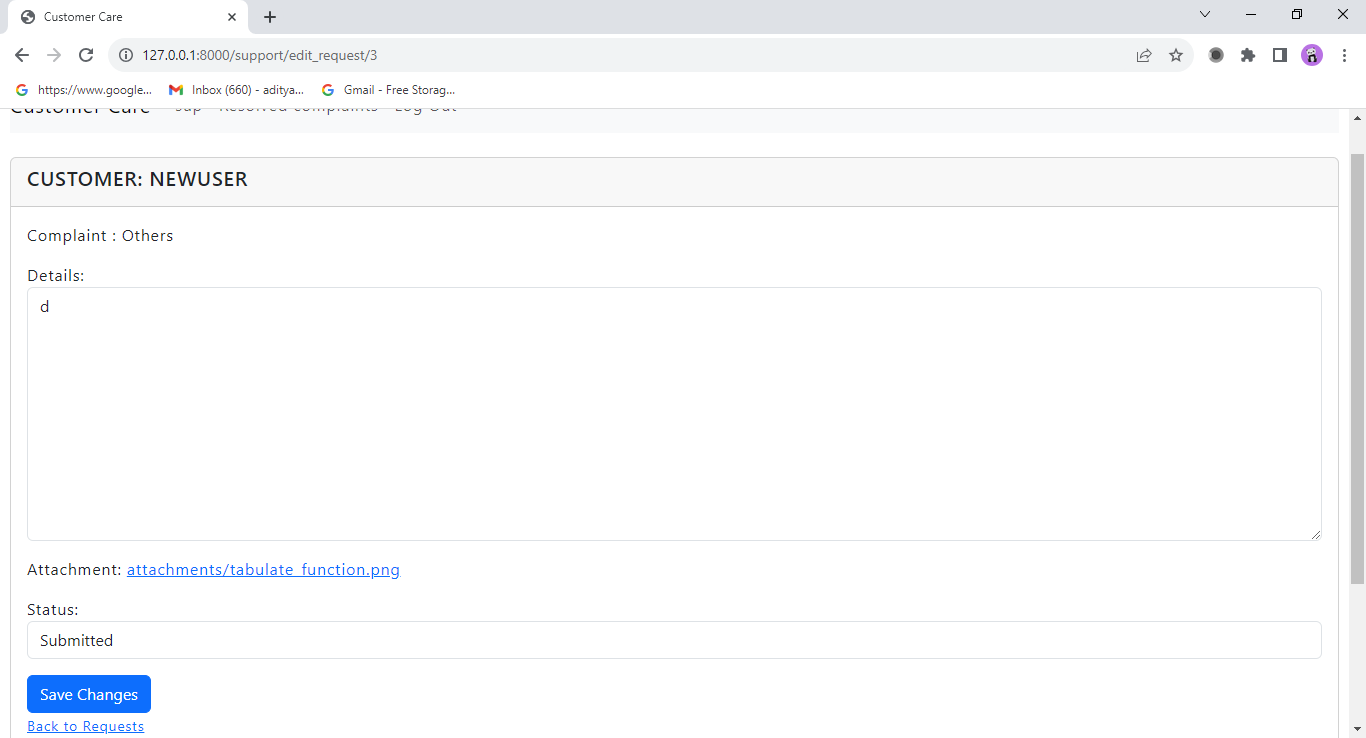 Customer Care
127.0.0.1:8000/support/edit_request/3
https://www.google... Inbox (660) - aditya... Gmail - Free Storag...
Customer Care sup Resolved complaints Log Out
CUSTOMER: NEWUSER
Complaint : Others
Details:
d
Attachment: attachments/tabulate_function.png
Status:
Submitted
Save Changes
Back to Requests